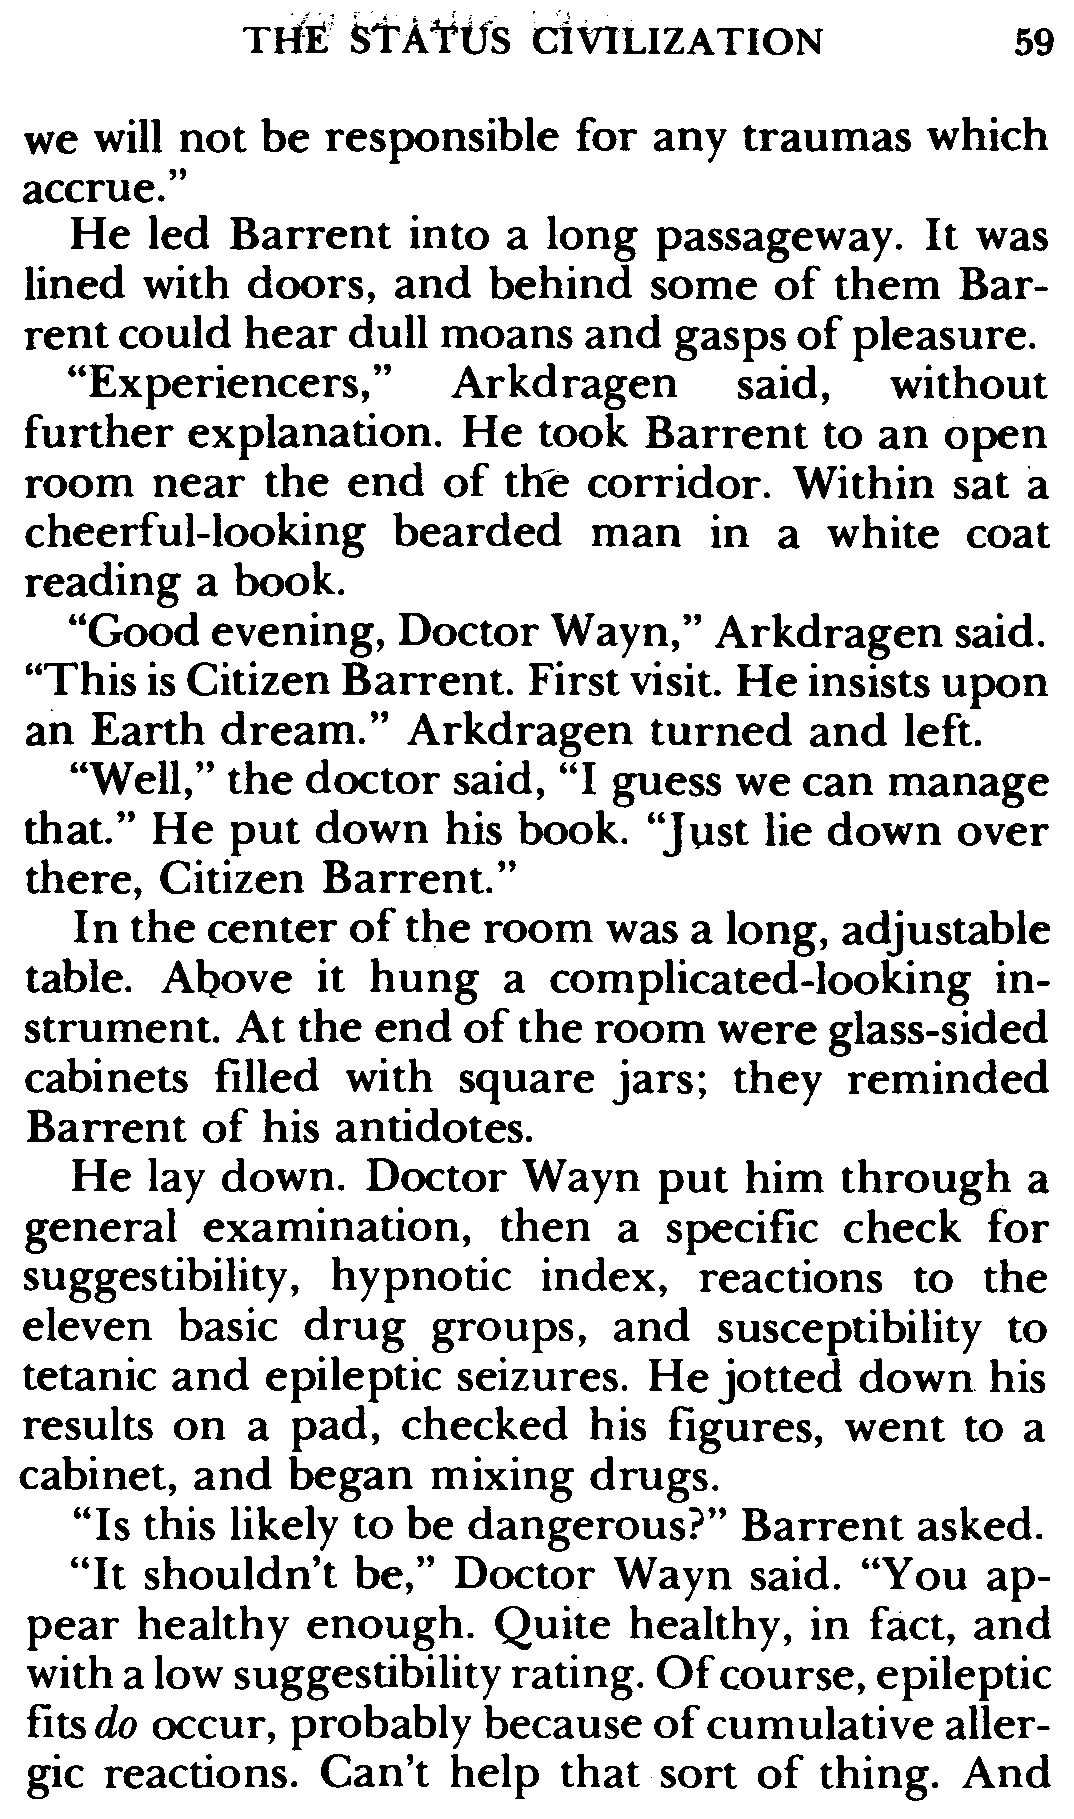 THE STATUS CIVILIZATION 59
we will not be responsible for any traumas which
accrue.”
He led Barrent into a long passageway. It was
lined with doors, and behind some of them Bar-
rent could hear dull moans and gasps of pleasure.
“Experiencers,” Arkdragen said, without
further explanation. He took Barrent to an open
room near the end of the corridor. Within sat a
cheerful-looking bearded man in a white coat
reading a book.
“Good evening, Doctor Wayn,” Arkdragen said.
“This is Citizen Barrent. First visit. He insists upon
an Earth dream.” Arkdragen turned and left.
“Well,” the doctor said, “I guess we can manage
that.” He put down his book. “Just lie down over
there, Citizen Barrent.”
In the center of the room was a long, adjustable
table. Above it hung a complicated-looking in-
strument. At the end of the room were glass-sided
cabinets filled with square jars; they reminded
Barrent of his antidotes.
He lay down. Doctor Wayn put him through a
general examination, then a specific check for
suggestibility, hypnotic index, reactions to the
eleven basic drug groups, and susceptibility to
tetanic and epileptic seizures. He jotted down his
results on a pad, checked his figures, went to a
cabinet, and began mixing drugs.
“Is this likely to be dangerous?” Barrent asked.
“It shouldn’t be,” Doctor Wayn said. “You ap-
pear healthy enough. Quite healthy, in fact, and
with a low suggestibility rating. Of course, epileptic
fits do occur, probably because of cumulative aller-
gic reactions. Can’t help that sort of thing. And